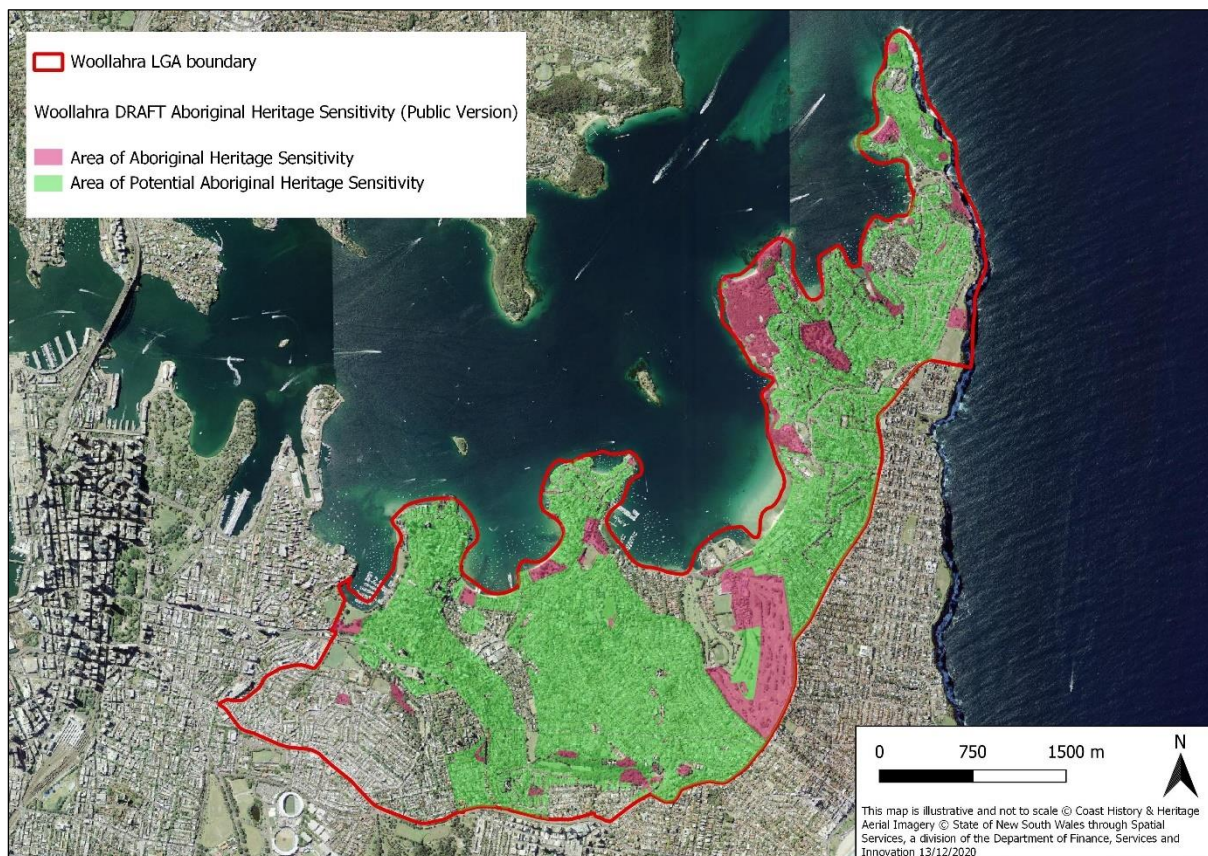 Woollahra LGA boundary
Woollahra DRAFT Aboriginal Heritage Sensitivity (Public Version)
Area of Aboriginal Heritage Sensitivity
Area of Potential Aboriginal Heritage Sensitivity
0 750 1500 m
N
This map is illustrative and not to scale © Coast History & Heritage
Aerial Imagery © State of New South Wales through Spatial
Services, a division of the Department of Finance, Services and
Innovation 13/12/2020